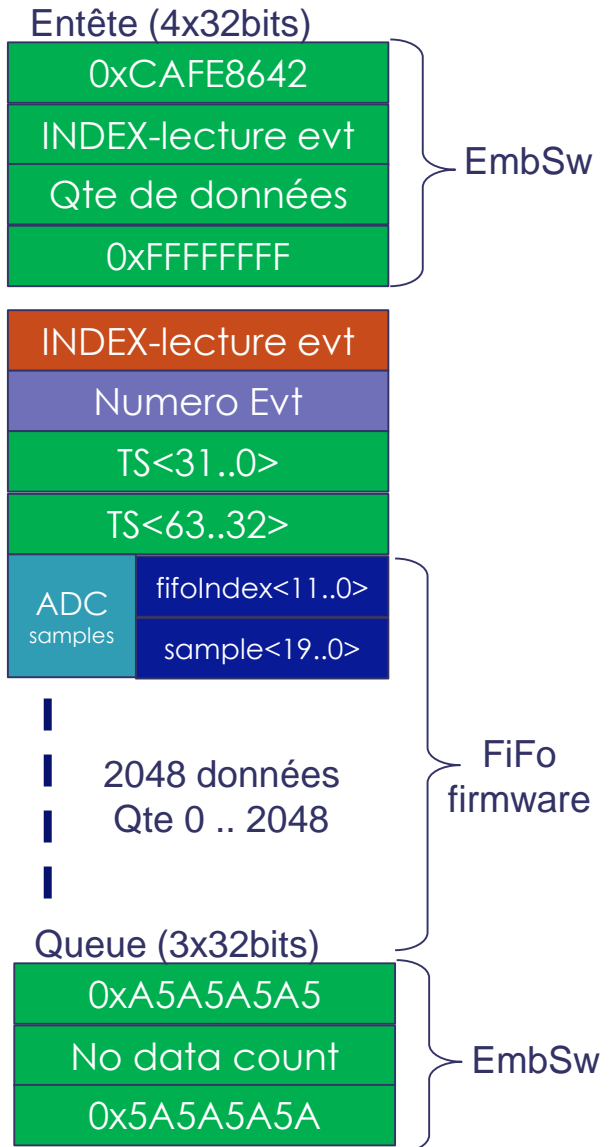 Entête (4x32bits)
0xCAFE8642
INDEX-lecture evt
Qte de données
0xFFFFFFFF
EmbSw
INDEX-lecture evt
Numero Evt
TS<31..0>
TS<63..32>
ADC
samples
fifoIndex<11..0>
sample<19..0>
2048 données
Qte 0 .. 2048
FiFo
firmware
Queue (3x32bits)
0xA5A5A5A5
No data count
0x5A5A5A5A
EmbSw